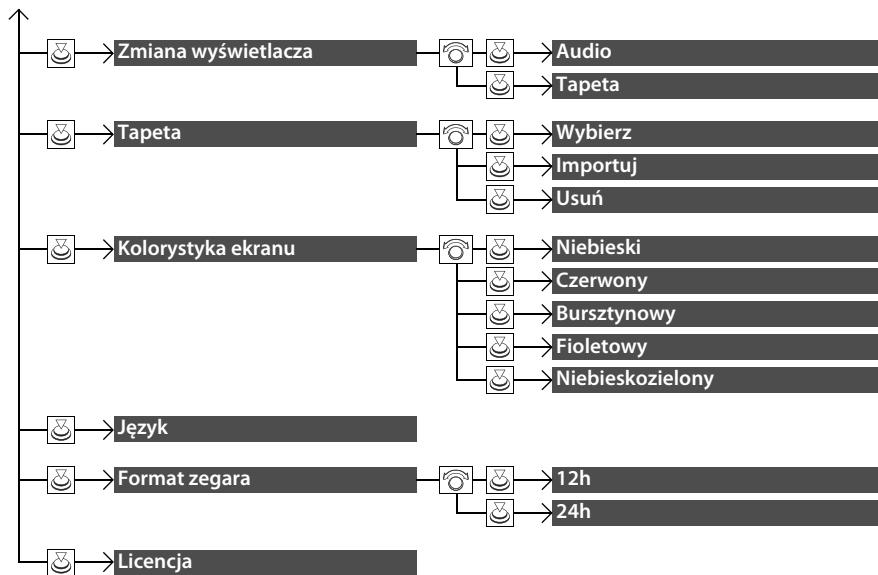 Zmiana wyświetlacza
Audio
Tapeta
Tapeta
Wybierz
Importuj
Usuń
Kolorystyka ekranu
Niebieski
Czerwony
Bursztynowy
Fioletowy
Niebieskozielony
Język
Format zegara
12h
24h
Licencja